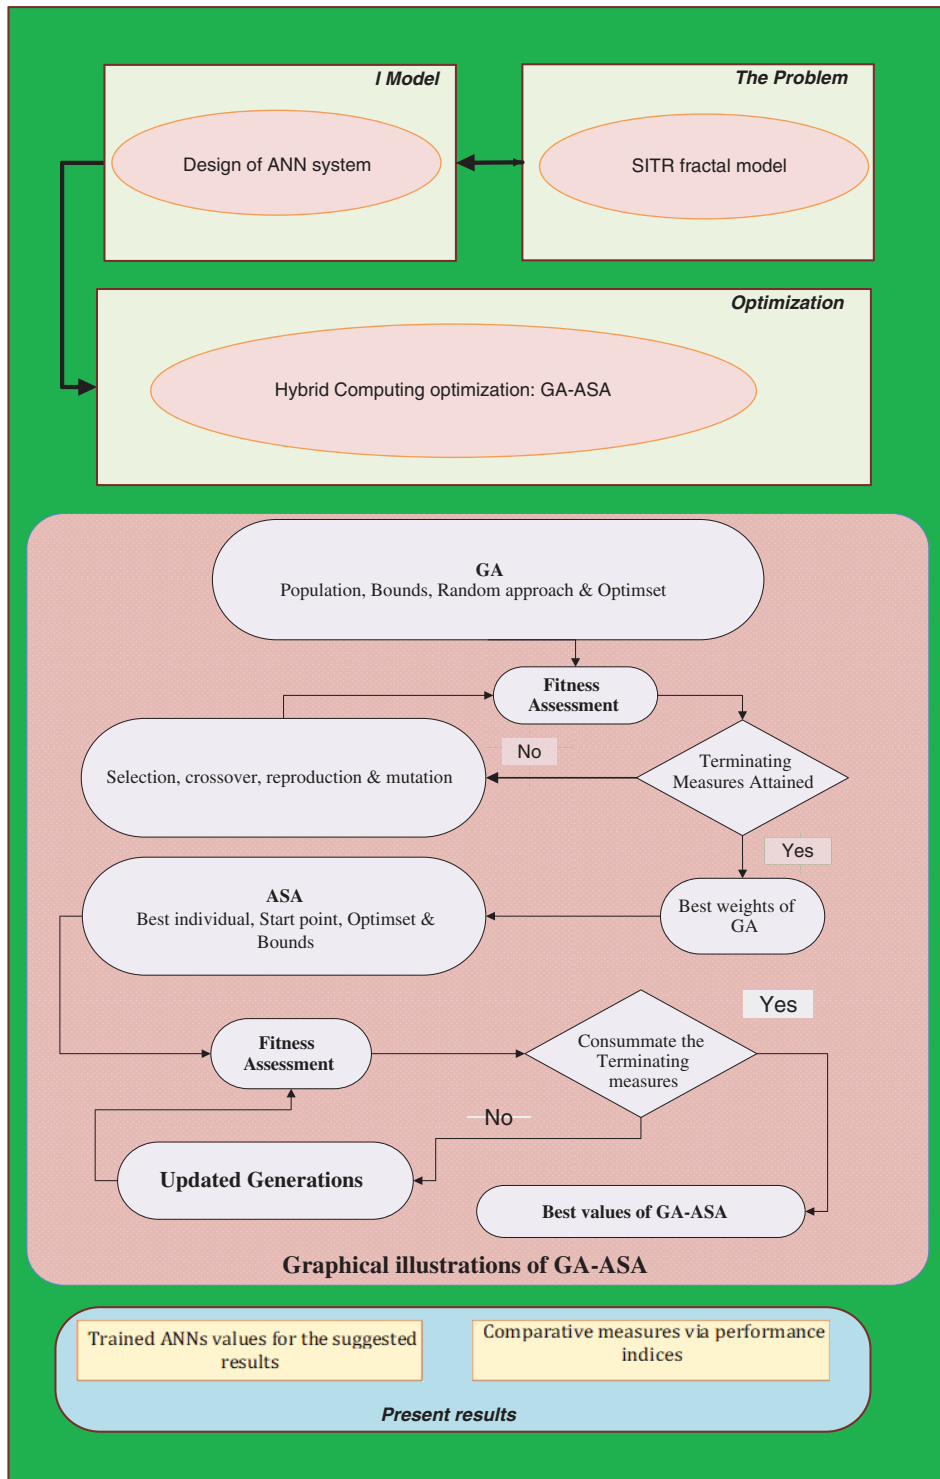 I Model
The Problem
Design of ANN system
SITR fractal model
Optimization
Hybrid Computing optimization: GA-ASA
GA
Population, Bounds, Random approach & Optimset
Fitness
Assessment
No
Selection, crossover, reproduction & mutation
Terminating
Measures Attained
Yes
ASA
Best individual, Start point, Optimset &
Bounds
Best weights of
GA
Yes
Fitness
Assessment
Consummate the
Terminating
measures
No
Updated Generations
Best values of GA-ASA
Graphical illustrations of GA-ASA
Trained ANNs values for the suggested
results
Comparative measures via performance
indices
Present results